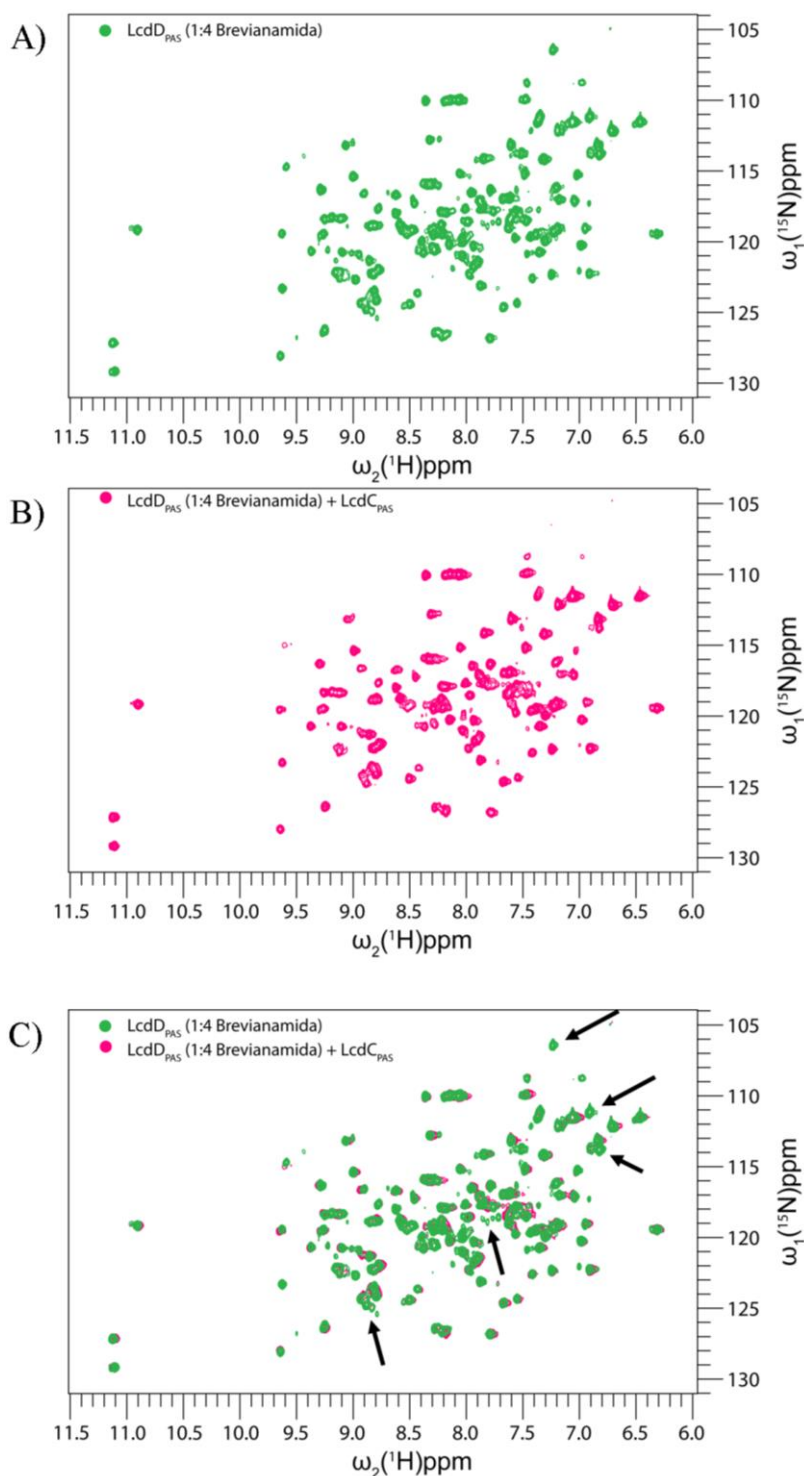 A)
LcdD_PAS (1:4 Brevianamida)
105
110
115
120
125
130
ω₁(¹⁵N)ppm
11.5 11.0 10.5 10.0 9.5 9.0 8.5 8.0 7.5 7.0 6.5 6.0
ω₂(¹H)ppm
B)
LcdD_PAS (1:4 Brevianamida) + LcdC_PAS
105
110
115
120
125
130
ω₁(¹⁵N)ppm
11.5 11.0 10.5 10.0 9.5 9.0 8.5 8.0 7.5 7.0 6.5 6.0
ω₂(¹H)ppm
C)
LcdD_PAS (1:4 Brevianamida)
LcdD_PAS (1:4 Brevianamida) + LcdC_PAS
105
110
115
120
125
130
ω₁(¹⁵N)ppm
11.5 11.0 10.5 10.0 9.5 9.0 8.5 8.0 7.5 7.0 6.5 6.0
ω₂(¹H)ppm